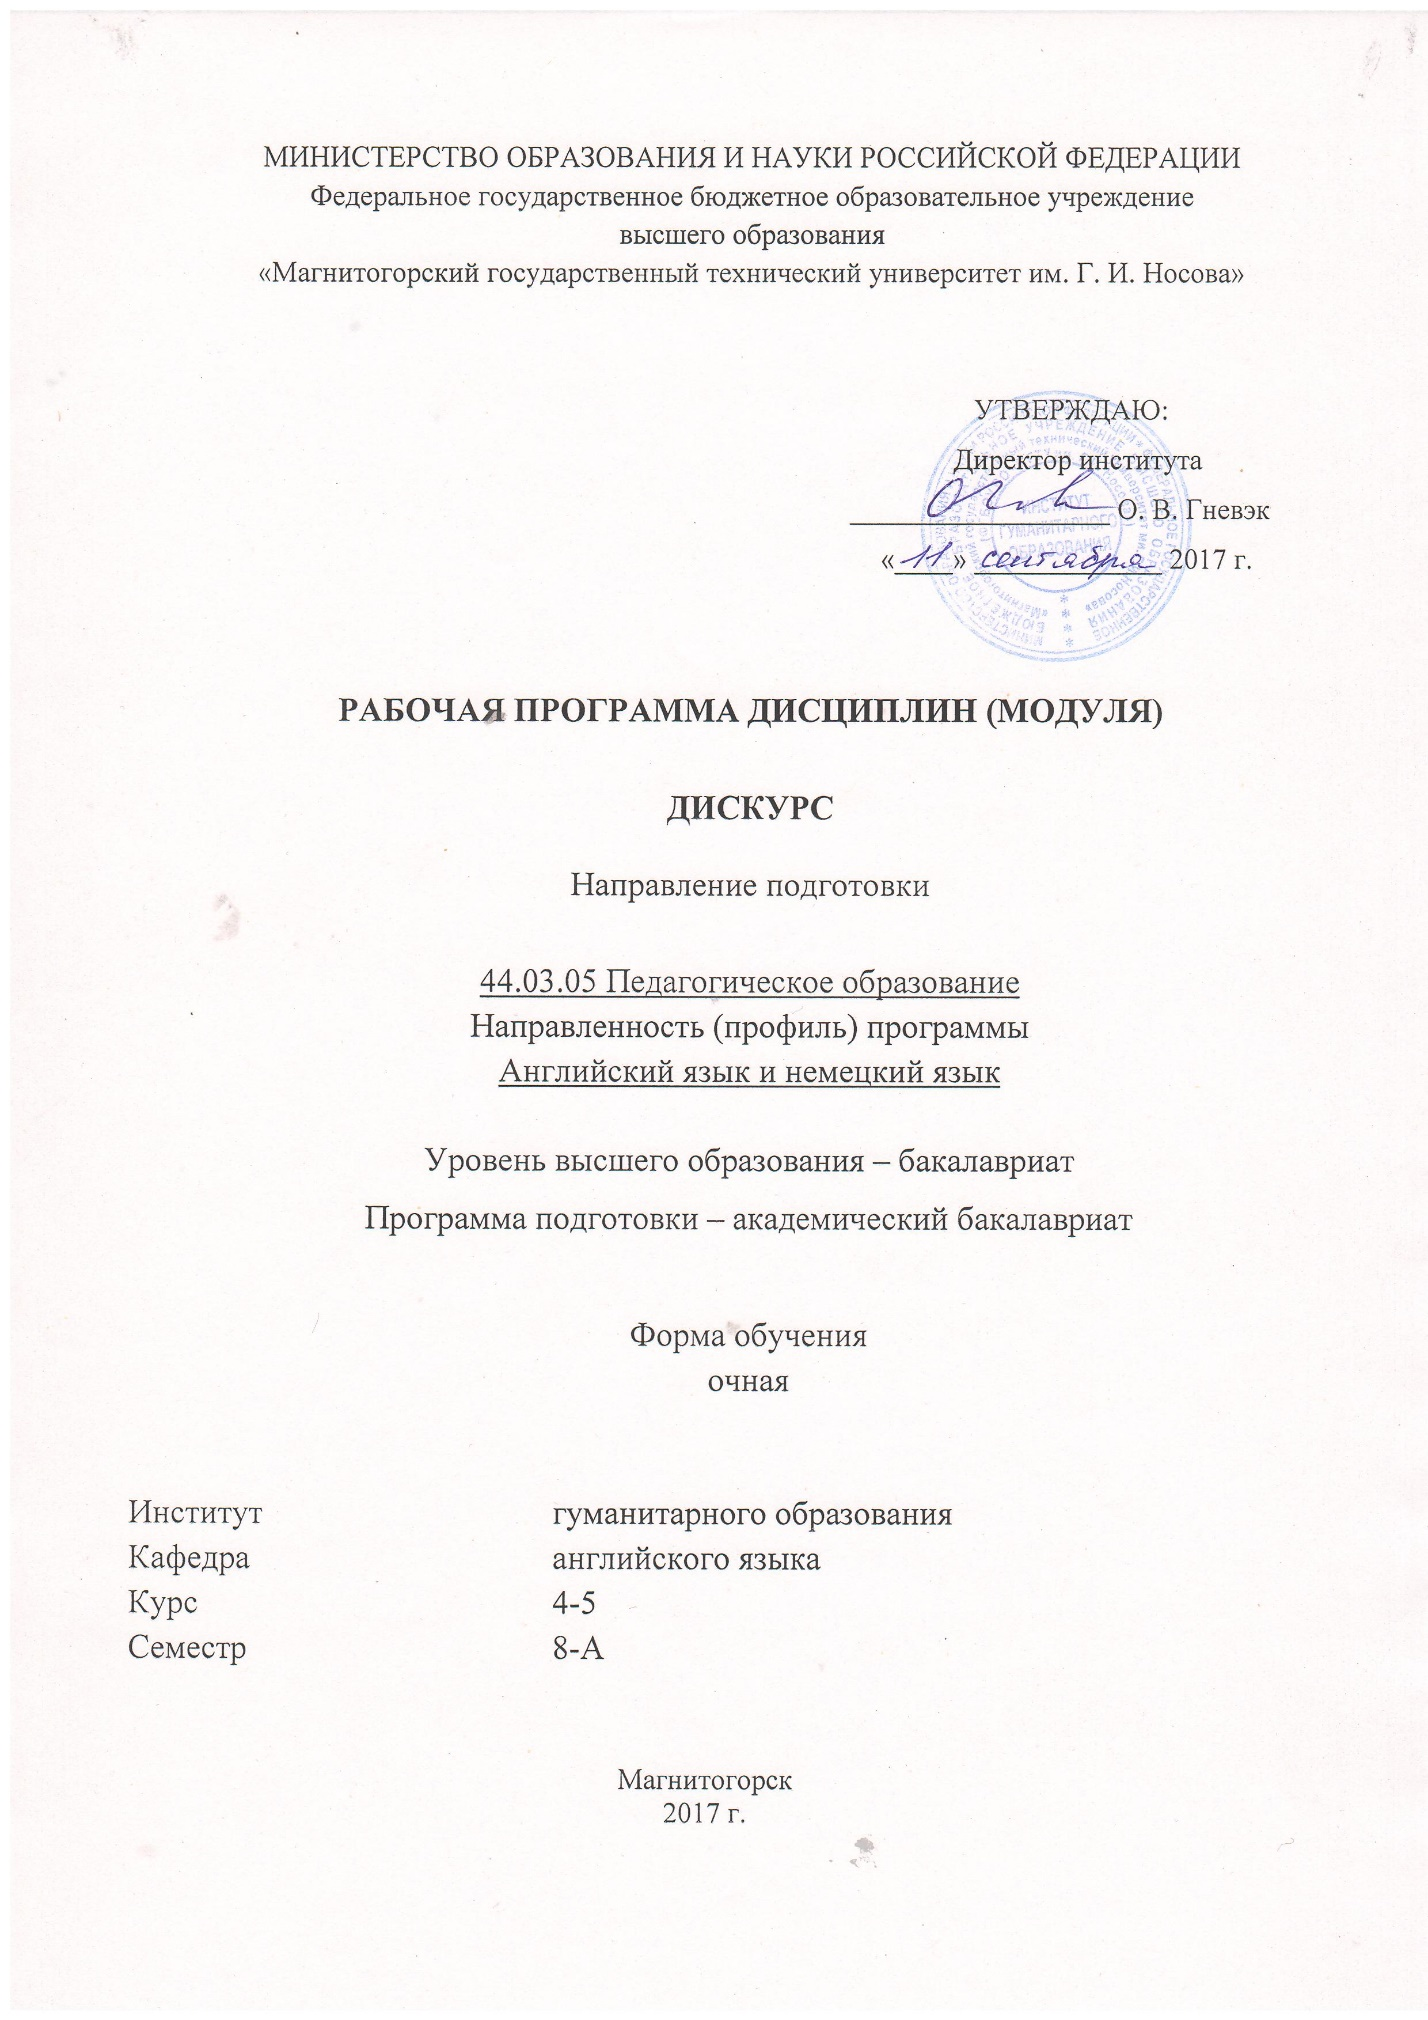 МИНИСТЕРСТВО ОБРАЗОВАНИЯ И НАУКИ РОССИЙСКОЙ ФЕДЕРАЦИИ
Федеральное государственное бюджетное образовательное учреждение
высшего образования
«Магнитогорский государственный технический университет им. Г. И. Носова»
УТВЕРЖДАЮ:
Директор института
О. В. Гневэк
«11» сентября 2017 г.
ИНСТИТУТ
ГУМАНИТАРНОГО
ОБРАЗОВАНИЯ
РАБОЧАЯ ПРОГРАММА ДИСЦИПЛИН (МОДУЛЯ)
ДИСКУРС
Направление подготовки
44.03.05 Педагогическое образование
Направленность (профиль) программы
Английский язык и немецкий язык
Уровень высшего образования – бакалавриат
Программа подготовки – академический бакалавриат
Форма обучения
очная
Институт гуманитарного образования
Кафедра английского языка
Курс 4-5
Семестр 8-А
Магнитогорск
2017 г.